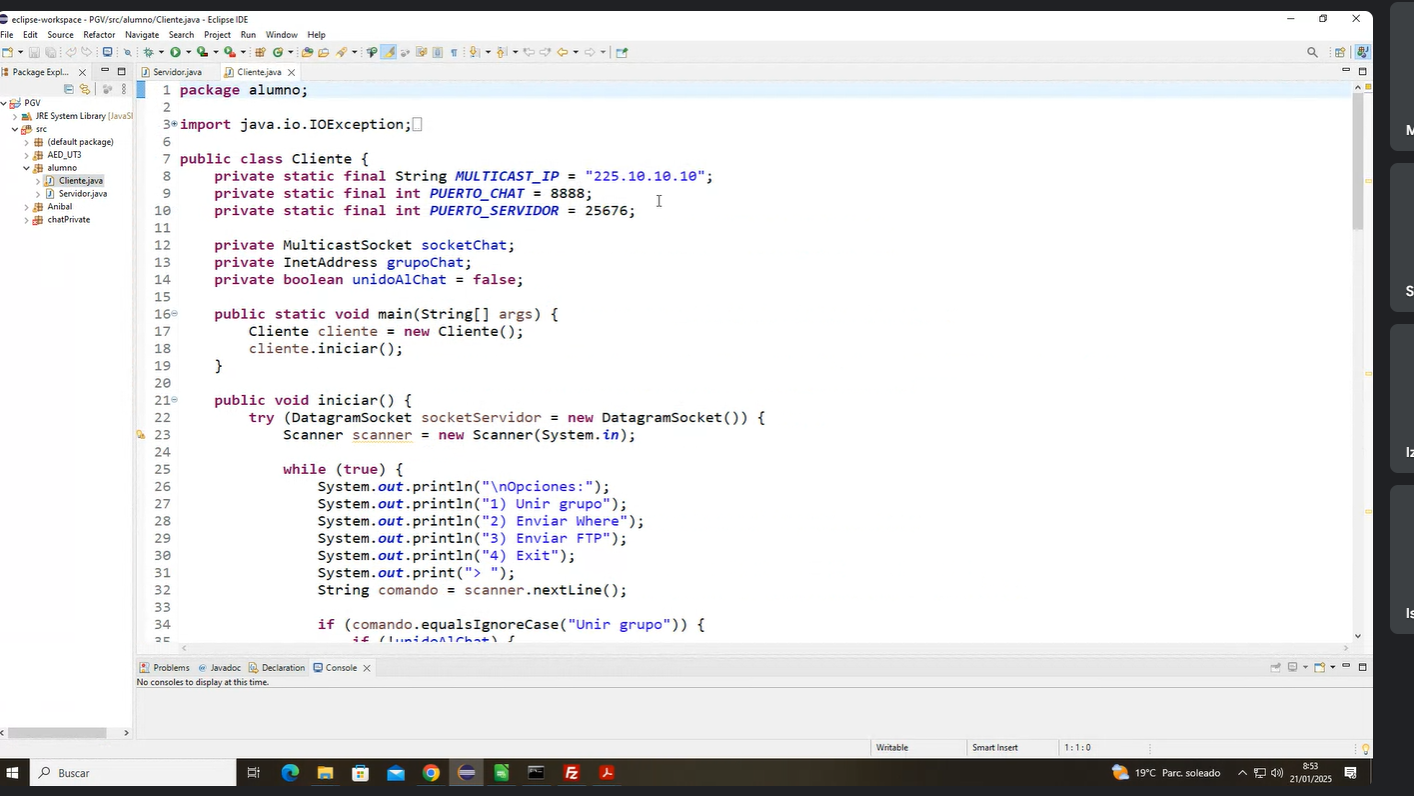 eclipse-workspace - PGV/src/alumno/Cliente.java - Eclipse IDE
File Edit Source Refactor Navigate Search Project Run Window Help
Package Expl...
Servidor.java
Cliente.java
PGV
JRE System Library [JavaS
src
(default package)
AED_UT3
alumno
Cliente.java
Servidor.java
Anibal
chatPrivate
1 package alumno;
2
3 import java.io.IOException;
6
7 public class Cliente {
8 private static final String MULTICAST_IP = "225.10.10.10";
9 private static final int PUERTO_CHAT = 8888;
10 private static final int PUERTO_SERVIDOR = 25676;
11
12 private MulticastSocket socketChat;
13 private InetAddress grupoChat;
14 private boolean unidoAlChat = false;
15
16 public static void main(String[] args) {
17 Cliente cliente = new Cliente();
18 cliente.iniciar();
19 }
20
21 public void iniciar() {
22 try (DatagramSocket socketServidor = new DatagramSocket()) {
23 Scanner scanner = new Scanner(System.in);
24
25 while (true) {
26 System.out.println("\nOpciones:");
27 System.out.println("1) Unir grupo");
28 System.out.println("2) Enviar Where");
29 System.out.println("3) Enviar FTP");
30 System.out.println("4) Exit");
31 System.out.print("> ");
32 String comando = scanner.nextLine();
33
34 if (comando.equalsIgnoreCase("Unir grupo")) {
35 if (!unidoAlChat) {
Problems Javadoc Declaration Console
No consoles to display at this time.
Writable Smart Insert 1 : 1 : 0
Buscar
19°C Parc. soleado
8:53
21/01/2025
M
S
Iz
Is